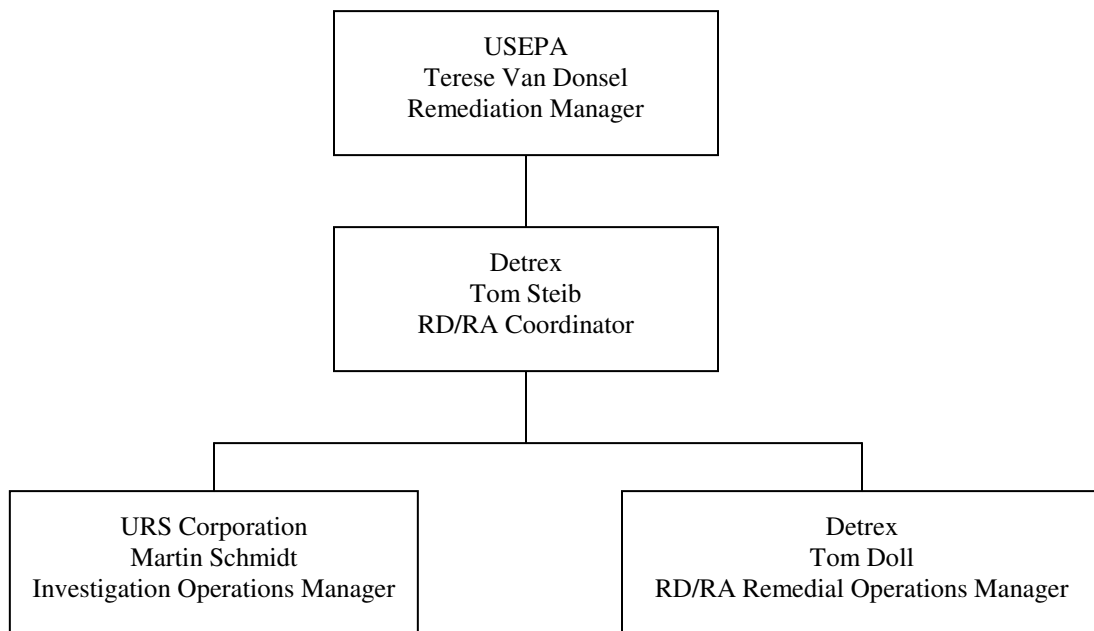 USEPA
Terese Van Donsel
Remediation Manager
Detrex
Tom Steib
RD/RA Coordinator
URS Corporation
Martin Schmidt
Investigation Operations Manager
Detrex
Tom Doll
RD/RA Remedial Operations Manager